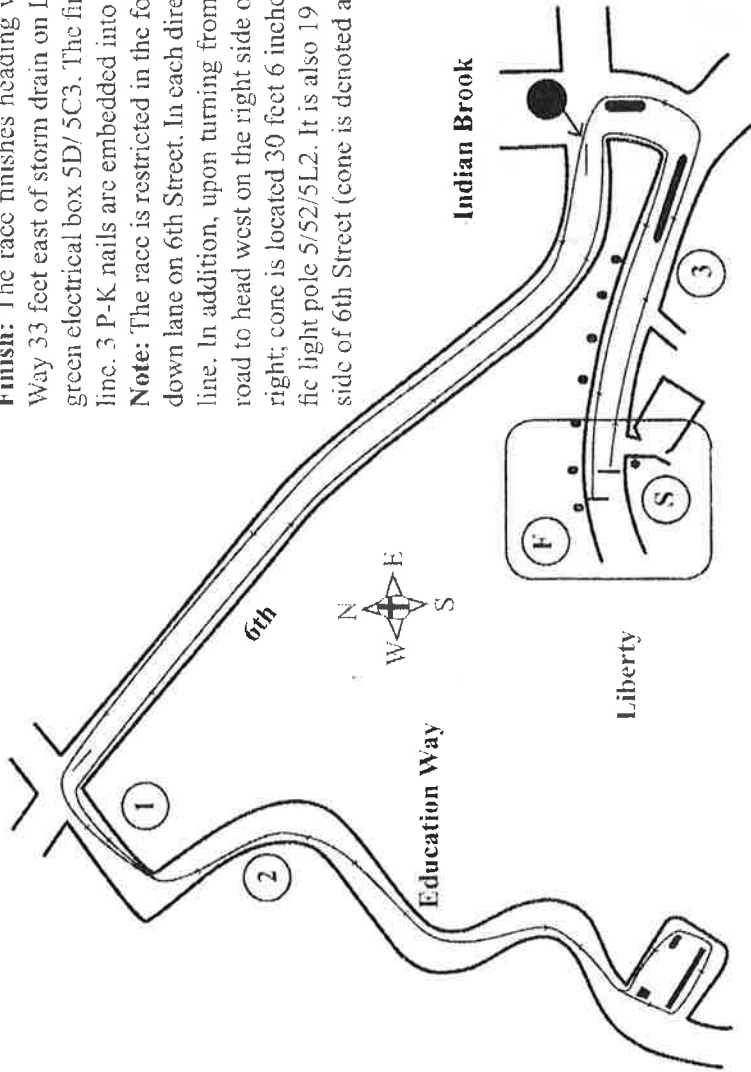 Finish: The race finishes heading
Way 33 feet east of storm drain on
green electrical box 5D/ 5C3. The
line. 3 P-K nails are embedded into
Note: The race is restricted in the
down lane on 6th Street. In each
line. In addition, upon turning from
road to head west on the right side
right; cone is located 30 feet 6
fic light pole 5/52/5L2. It is also 19
side of 6th Street (cone is denoted
Indian Brook
6th
N
W E
S
1
2
3
Education Way
F
S
Liberty